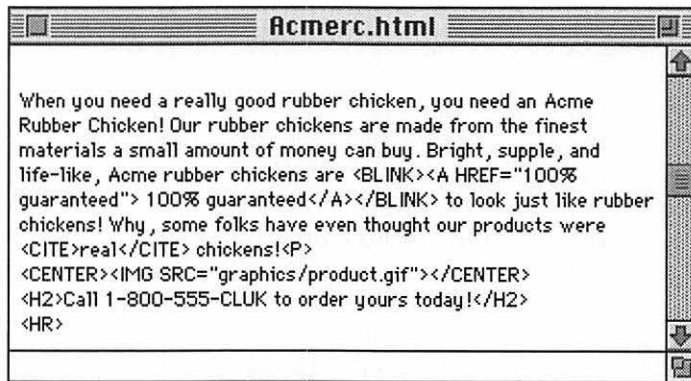 Acmerc.html
When you need a really good rubber chicken, you need an Acme
Rubber Chicken! Our rubber chickens are made from the finest
materials a small amount of money can buy. Bright, supple, and
life-like, Acme rubber chickens are <BLINK><A HREF="100%
guaranteed"> 100% guaranteed</A></BLINK> to look just like rubber
chickens! Why, some folks have even thought our products were
<CITE>real</CITE> chickens!<P>
<CENTER><IMG SRC="graphics/product.gif"></CENTER>
<H2>Call 1-800-555-CLUK to order yours today!</H2>
<HR>